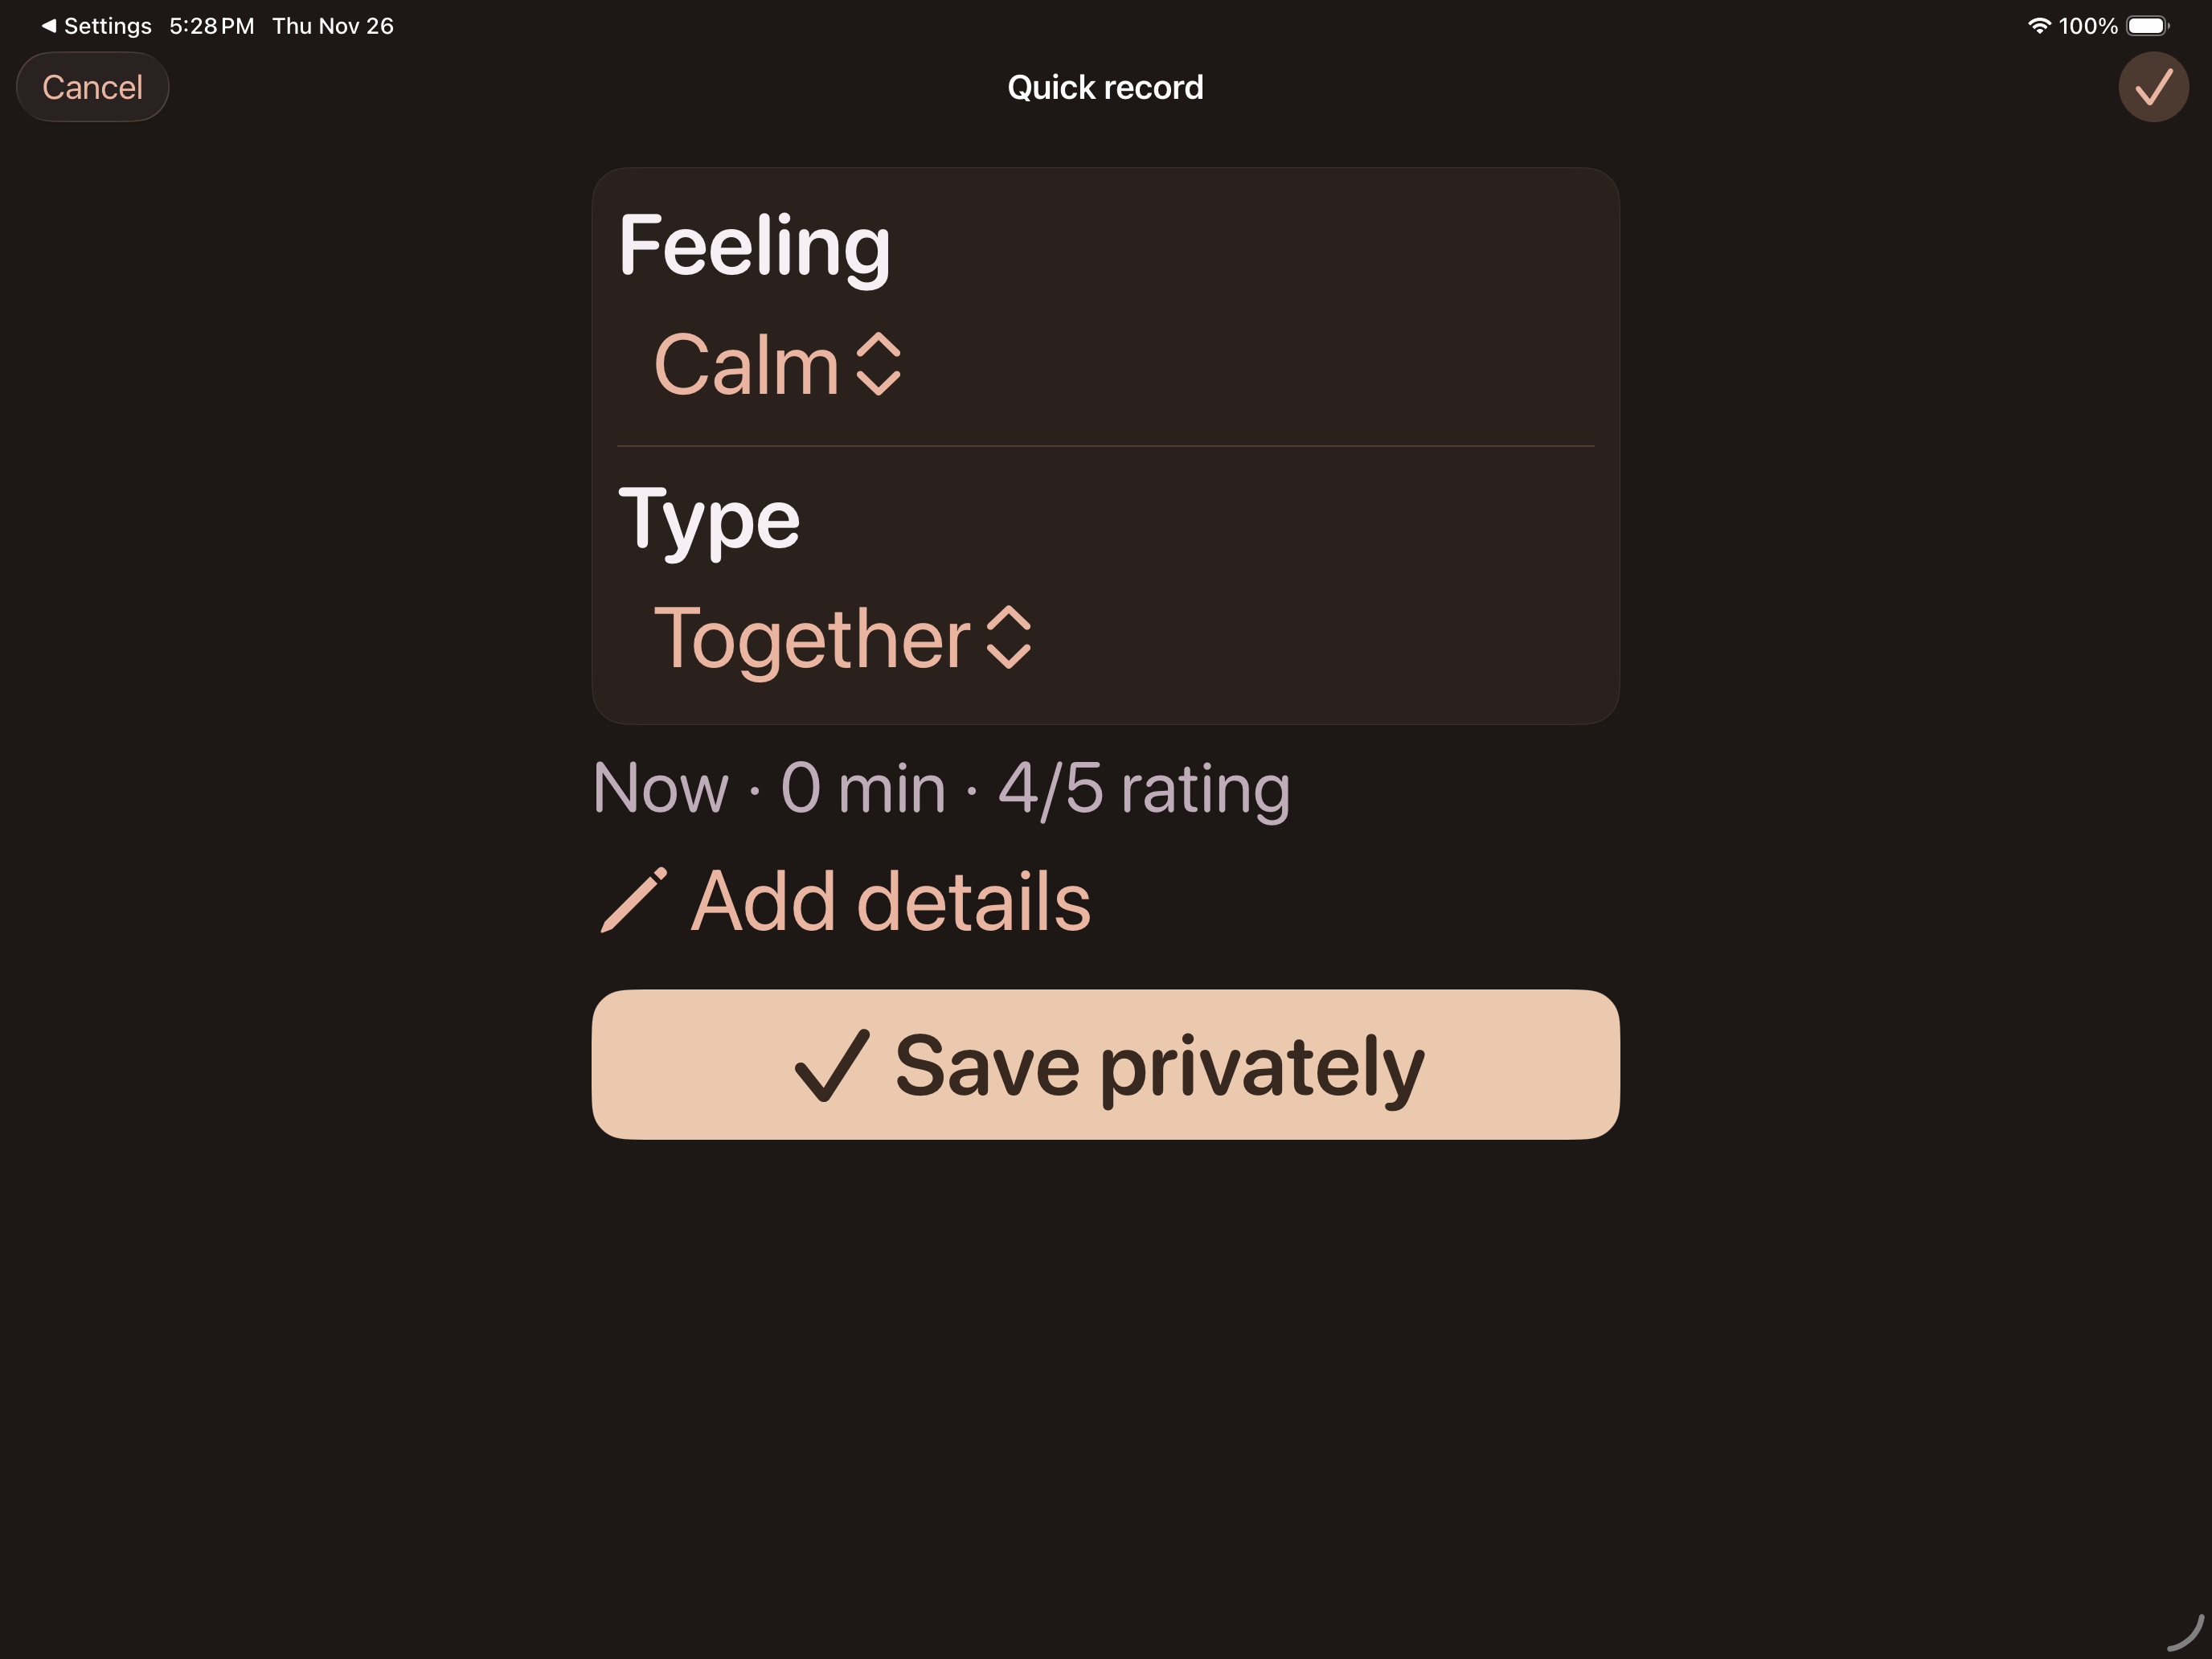 Settings 5:28 PM Thu Nov 26
100%
Cancel
Quick record
Feeling
Calm
Type
Together
Now · 0 min · 4/5 rating
Add details
Save privately